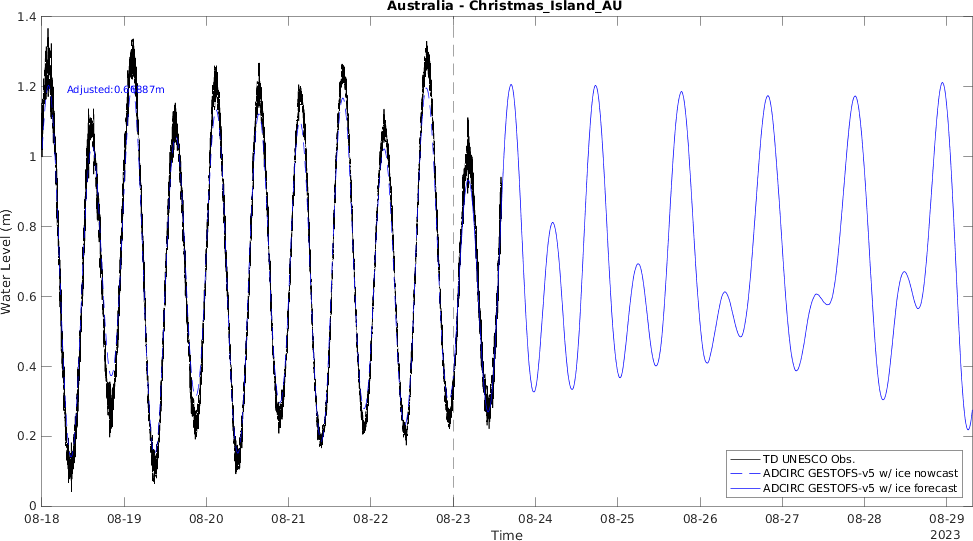 Australia - Christmas_Island_AU
1.4
1.2
1
0.8
0.6
0.4
0.2
0
Water Level (m)
Adjusted:0.66887m
TD UNESCO Obs.
ADCIRC GESTOFS-v5 w/ ice nowcast
ADCIRC GESTOFS-v5 w/ ice forecast
08-18 08-19 08-20 08-21 08-22 08-23 08-24 08-25 08-26 08-27 08-28 08-29
2023
Time